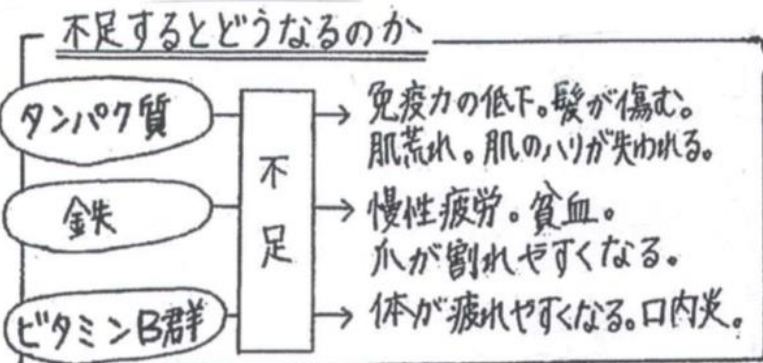 不足するとどうなるのか
タンパク質
不足
免疫力の低下。髪が傷む。
肌荒れ。肌のハリが失われる。
鉄
慢性疲労。貧血。
爪が割れやすくなる。
ビタミンB群
体が疲れやすくなる。口内炎。